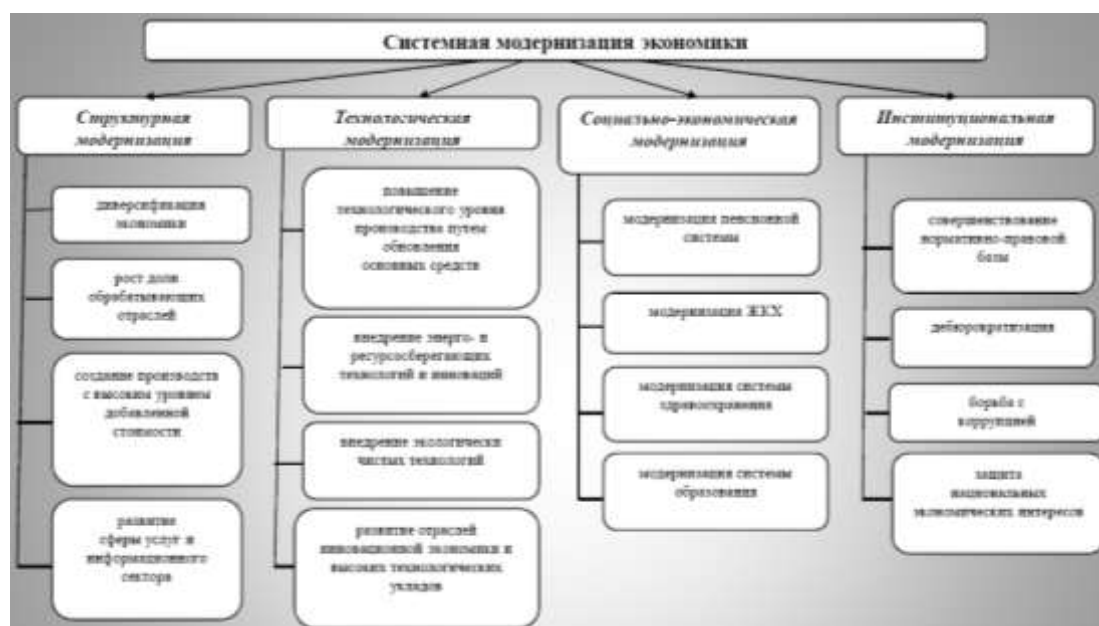 Системная модернизация экономики
Структурная
модернизация
диверсификация
экономики
рост доли
обрабатывающих
отраслей
создание производств
с высоким уровнем
добавленной
стоимости
развитие
сферы услуг и
информационного
сектора
Технологическая
модернизация
повышение
технологического уровня
производства путем
обновления
основных средств
внедрение энерго- и
ресурсосберегающих
технологий и инноваций
внедрение экологически
чистых технологий
развитие отраслей
инновационной экономики и
высоких технологических
укладов
Социально-экономическая
модернизация
модернизация пенсионной
системы
модернизация ЖКХ
модернизация системы
здравоохранения
модернизация системы
образования
Институциональная
модернизация
совершенствование
нормативно-правовой
базы
дебюрократизация
борьба с
коррупцией
защита
национальных
экономических интересов